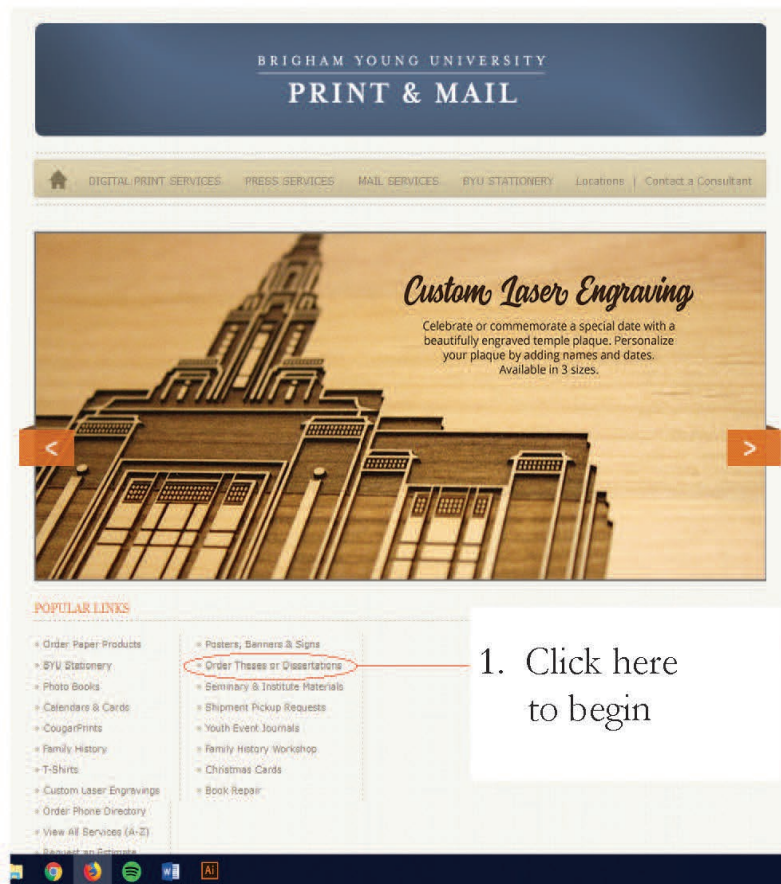 BRIGHAM YOUNG UNIVERSITY
PRINT & MAIL
DIGITAL PRINT SERVICES PRESS SERVICES MAIL SERVICES BYU STATIONERY Locations | Contact a Consultant
Custom Laser Engraving
Celebrate or commemorate a special date with a
beautifully engraved temple plaque. Personalize
your plaque by adding names and dates.
Available in 3 sizes.
<
>
POPULAR LINKS
» Order Paper Products
» BYU Stationery
» Photo Books
» Calendars & Cards
» CougarPrints
» Family History
» T-Shirts
» Custom Laser Engravings
» Order Phone Directory
» View All Services (A-Z)
» Request an Estimate
» Posters, Banners & Signs
» Order Theses or Dissertations
» Seminary & Institute Materials
» Shipment Pickup Requests
» Youth Event Journals
» Family History Workshop
» Christmas Cards
» Book Repair
1. Click here
to begin
Ai